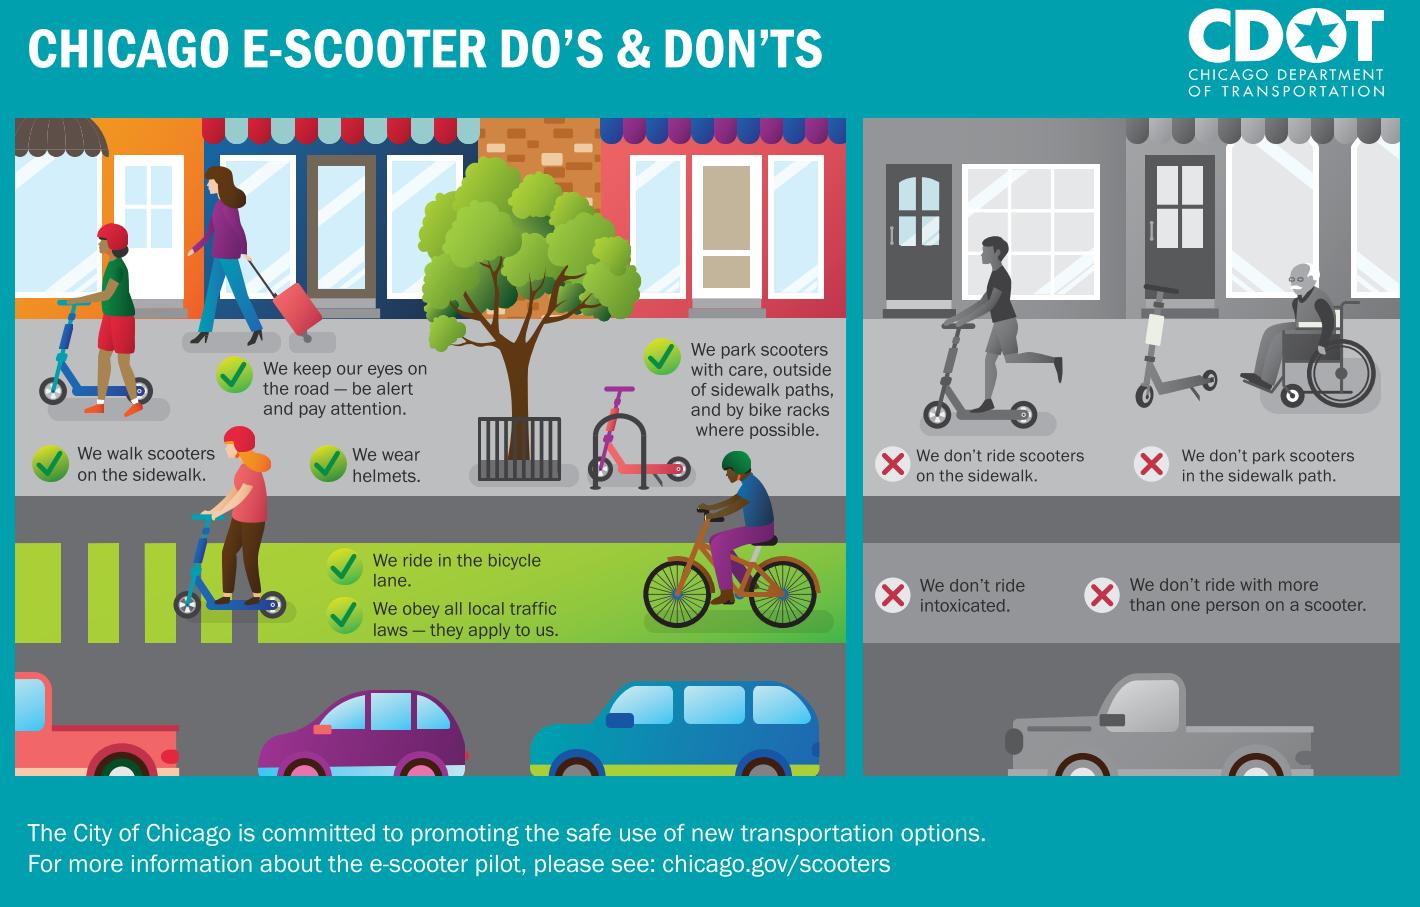 CHICAGO E-SCOOTER DO'S & DON'TS
CDOT
CHICAGO DEPARTMENT
OF TRANSPORTATION
We keep our eyes on
the road — be alert
and pay attention.
We park scooters
with care, outside
of sidewalk paths,
and by bike racks
where possible.
We walk scooters
on the sidewalk.
We wear
helmets.
We ride in the bicycle
lane.
We obey all local traffic
laws — they apply to us.
We don't ride scooters
on the sidewalk.
We don't park scooters
in the sidewalk path.
We don't ride
intoxicated.
We don't ride with more
than one person on a scooter.
The City of Chicago is committed to promoting the safe use of new transportation options.
For more information about the e-scooter pilot, please see: chicago.gov/scooters